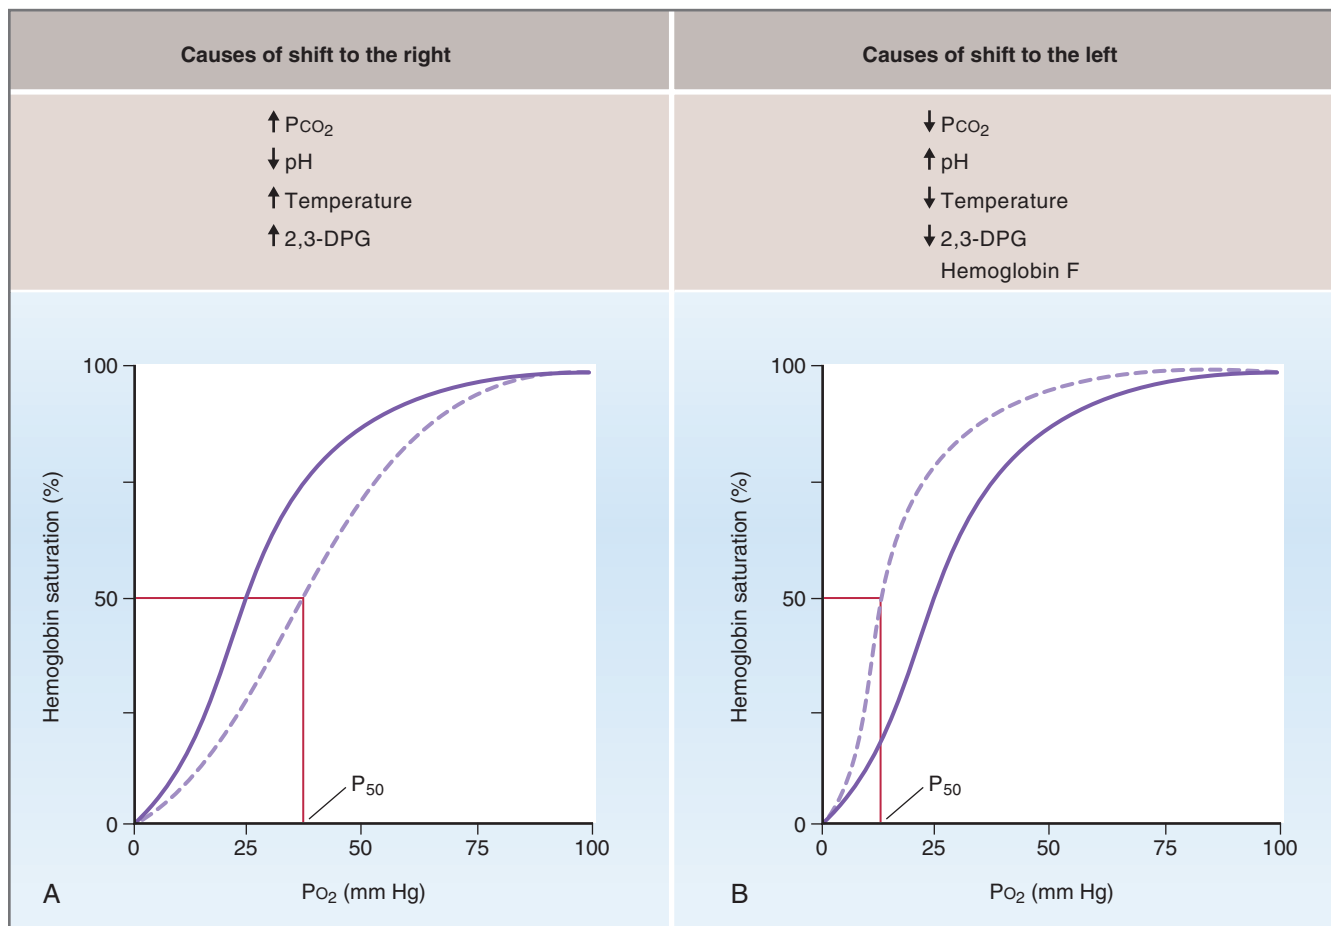 Causes of shift to the right
↑ PCO2
↓ pH
↑ Temperature
↑ 2,3-DPG
Causes of shift to the left
↓ PCO2
↑ pH
↓ Temperature
↓ 2,3-DPG
Hemoglobin F
Hemoglobin saturation (%)
100
50
0
P50
0 25 50 75 100
A
PO2 (mm Hg)
Hemoglobin saturation (%)
100
50
0
P50
0 25 50 75 100
B
PO2 (mm Hg)